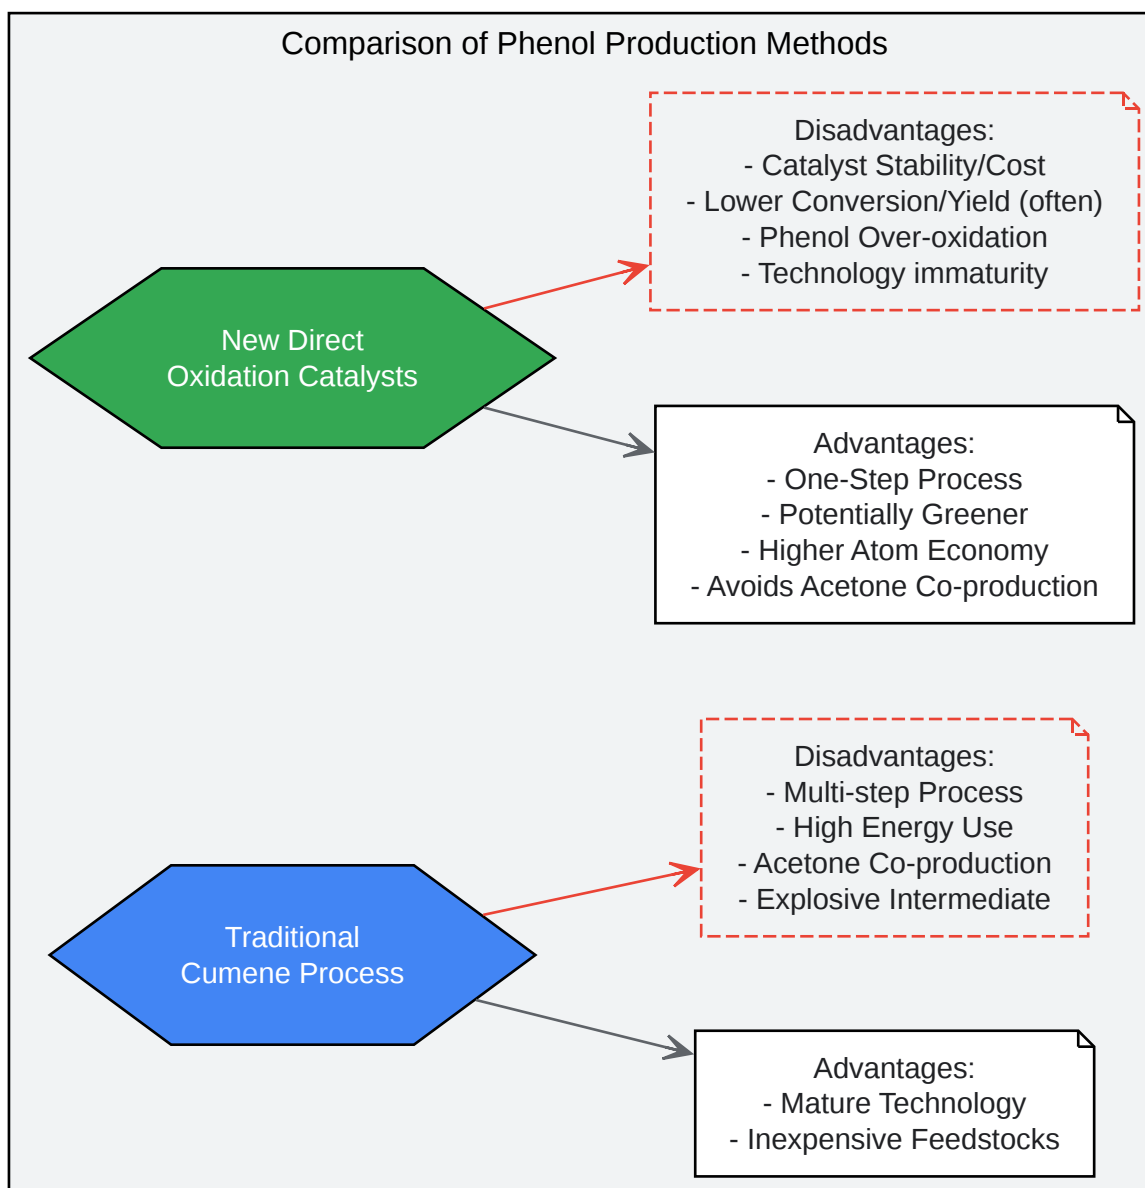 Comparison of Phenol Production Methods
Disadvantages:
- Catalyst Stability/Cost
- Lower Conversion/Yield (often)
- Phenol Over-oxidation
- Technology immaturity
New Direct
Oxidation Catalysts
Advantages:
- One-Step Process
- Potentially Greener
- Higher Atom Economy
- Avoids Acetone Co-production
Disadvantages:
- Multi-step Process
- High Energy Use
- Acetone Co-production
- Explosive Intermediate
Traditional
Cumene Process
Advantages:
- Mature Technology
- Inexpensive Feedstocks